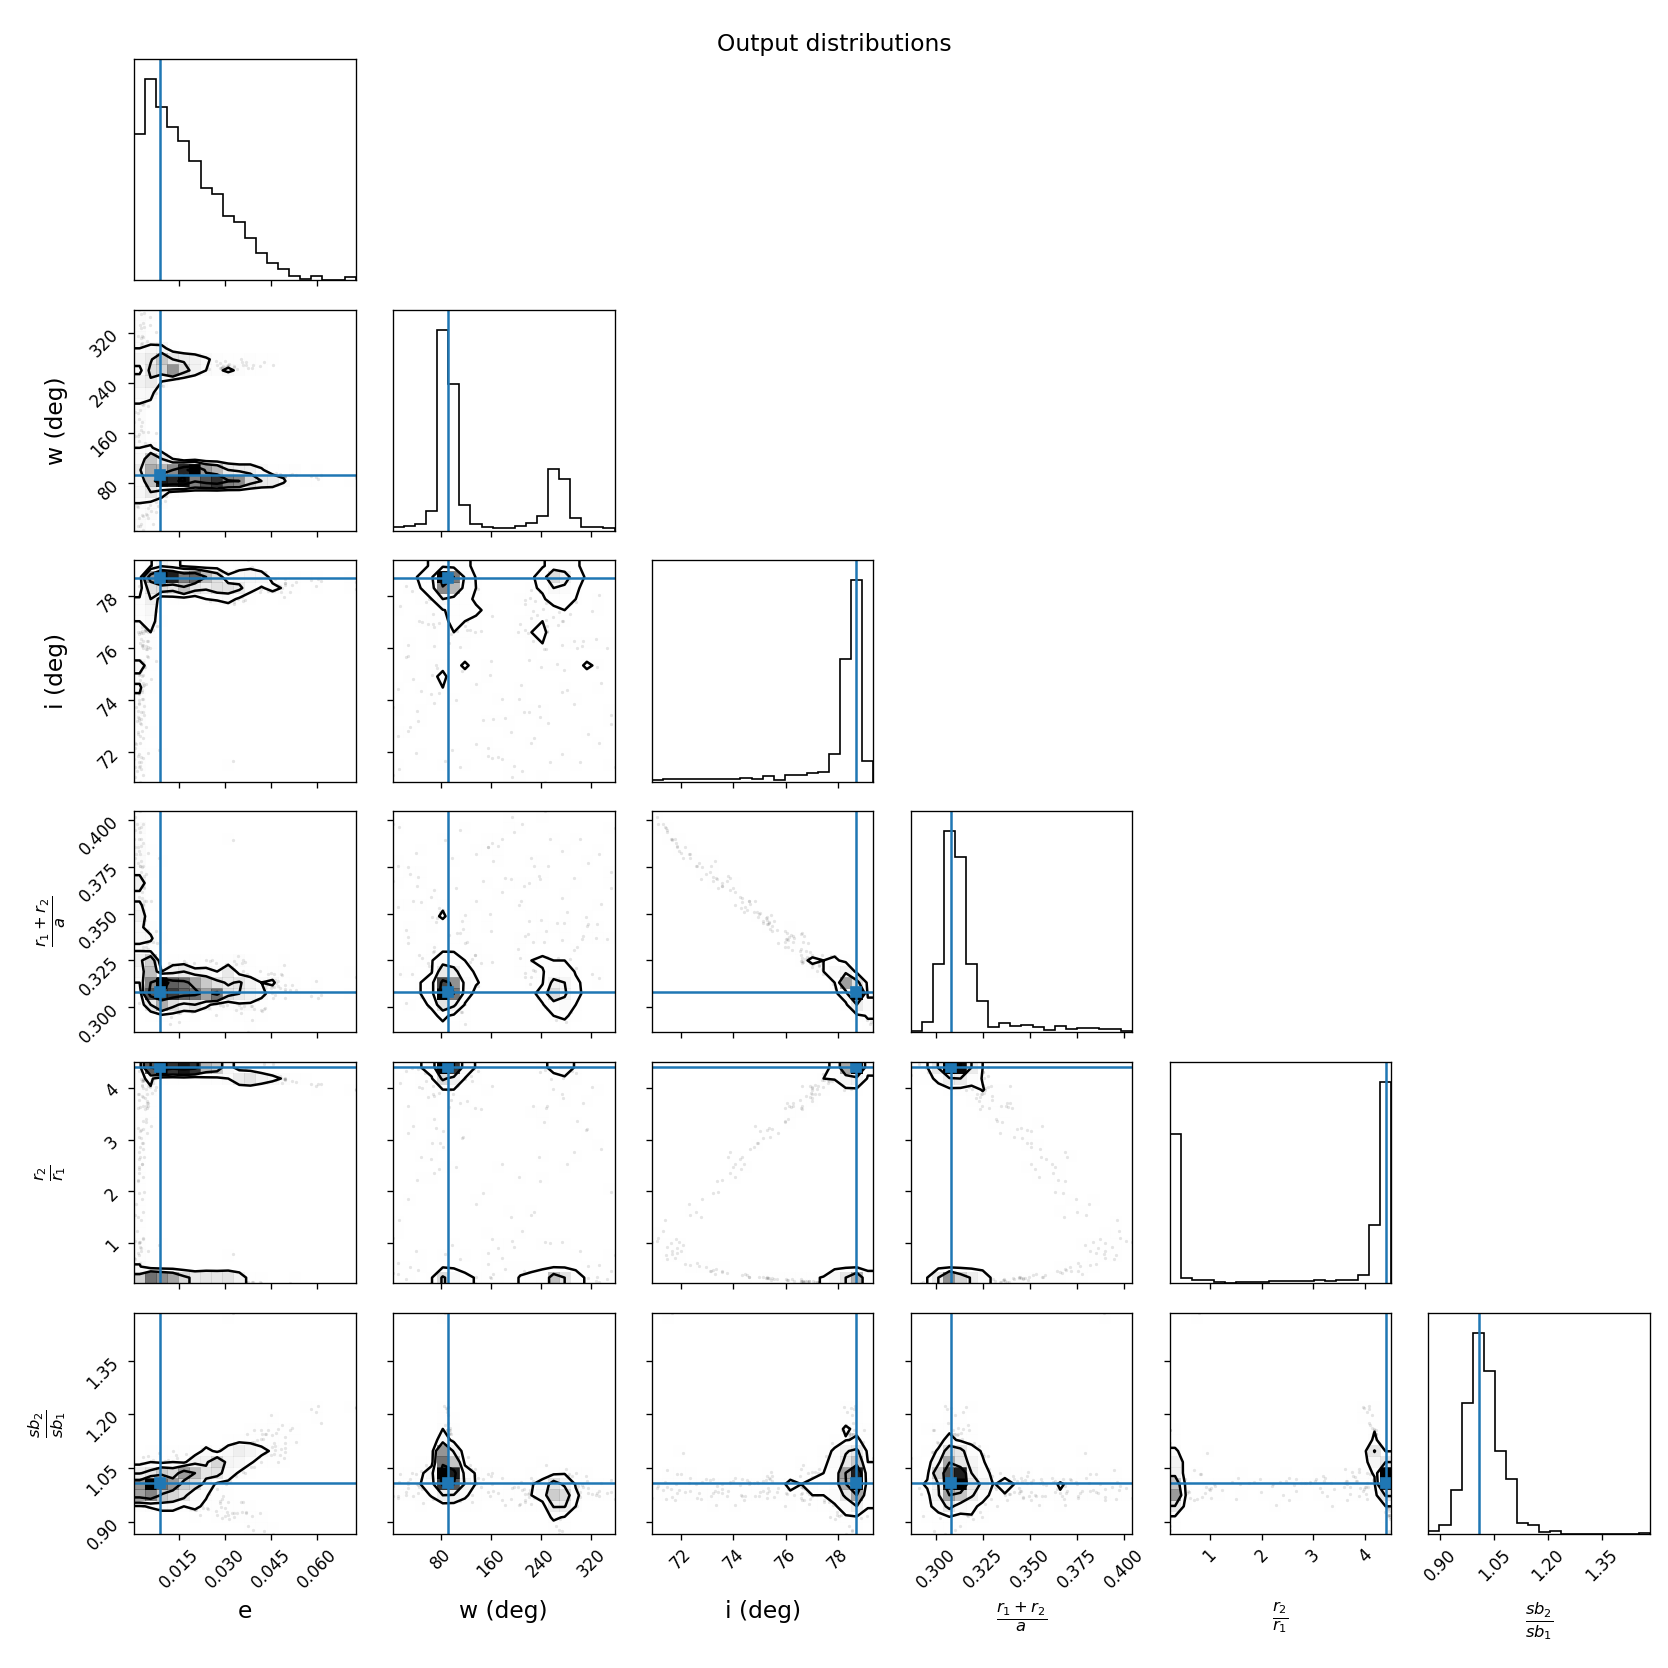 Output distributions
320
240
160
80
w (deg)
78
76
74
72
i (deg)
0.400
0.375
0.350
0.325
0.300
r₁ + r₂
a
4
3
2
1
r₂
r₁
1.35
1.20
1.05
0.90
sb₂
sb₁
0.015 0.030 0.045 0.060
80 160 240 320
72 74 76 78
0.300 0.325 0.350 0.375 0.400
1 2 3 4
0.90 1.05 1.20 1.35
e
w (deg)
i (deg)
r₁ + r₂
a
r₂
r₁
sb₂
sb₁